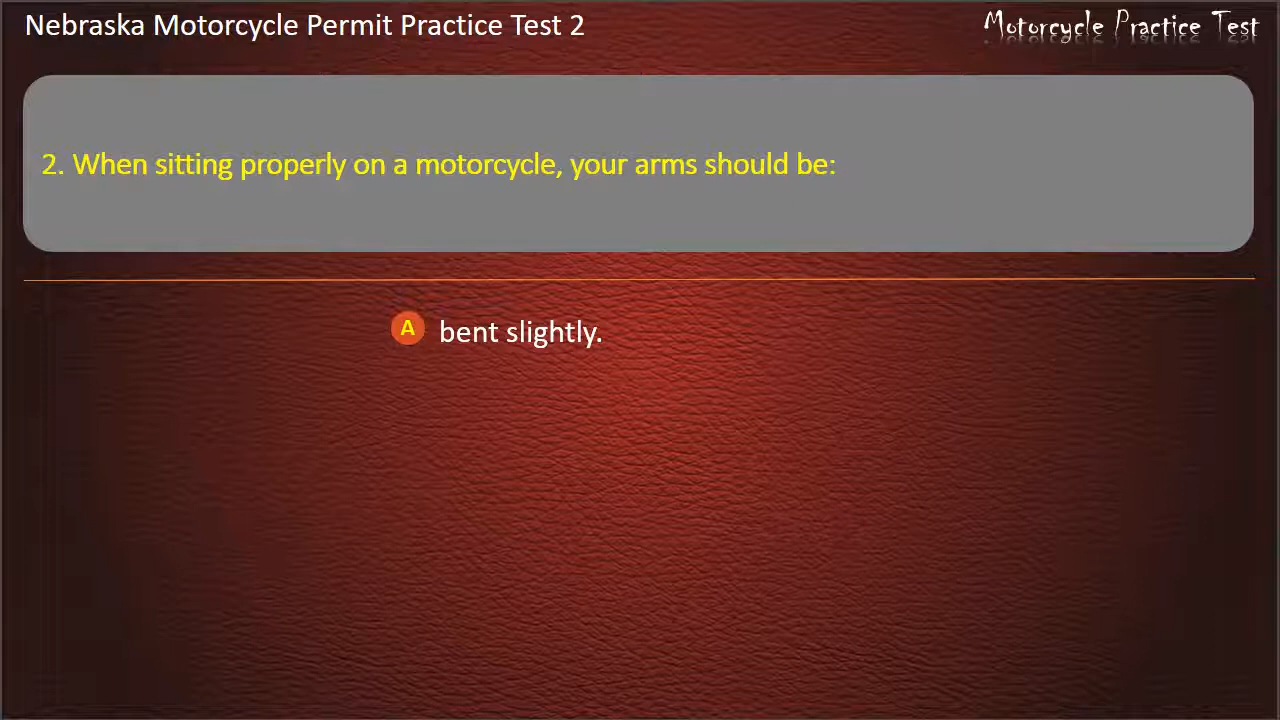 Nebraska Motorcycle Permit Practice Test 2
Motorcycle Practice Test
2. When sitting properly on a motorcycle, your arms should be:
A bent slightly.